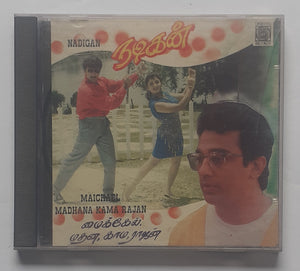 NADIGAN
நடிகன்
MAICHAEL
MADHANA KAMA RAJAN
மைக்கேல்
மதன, காம, ராஜன்